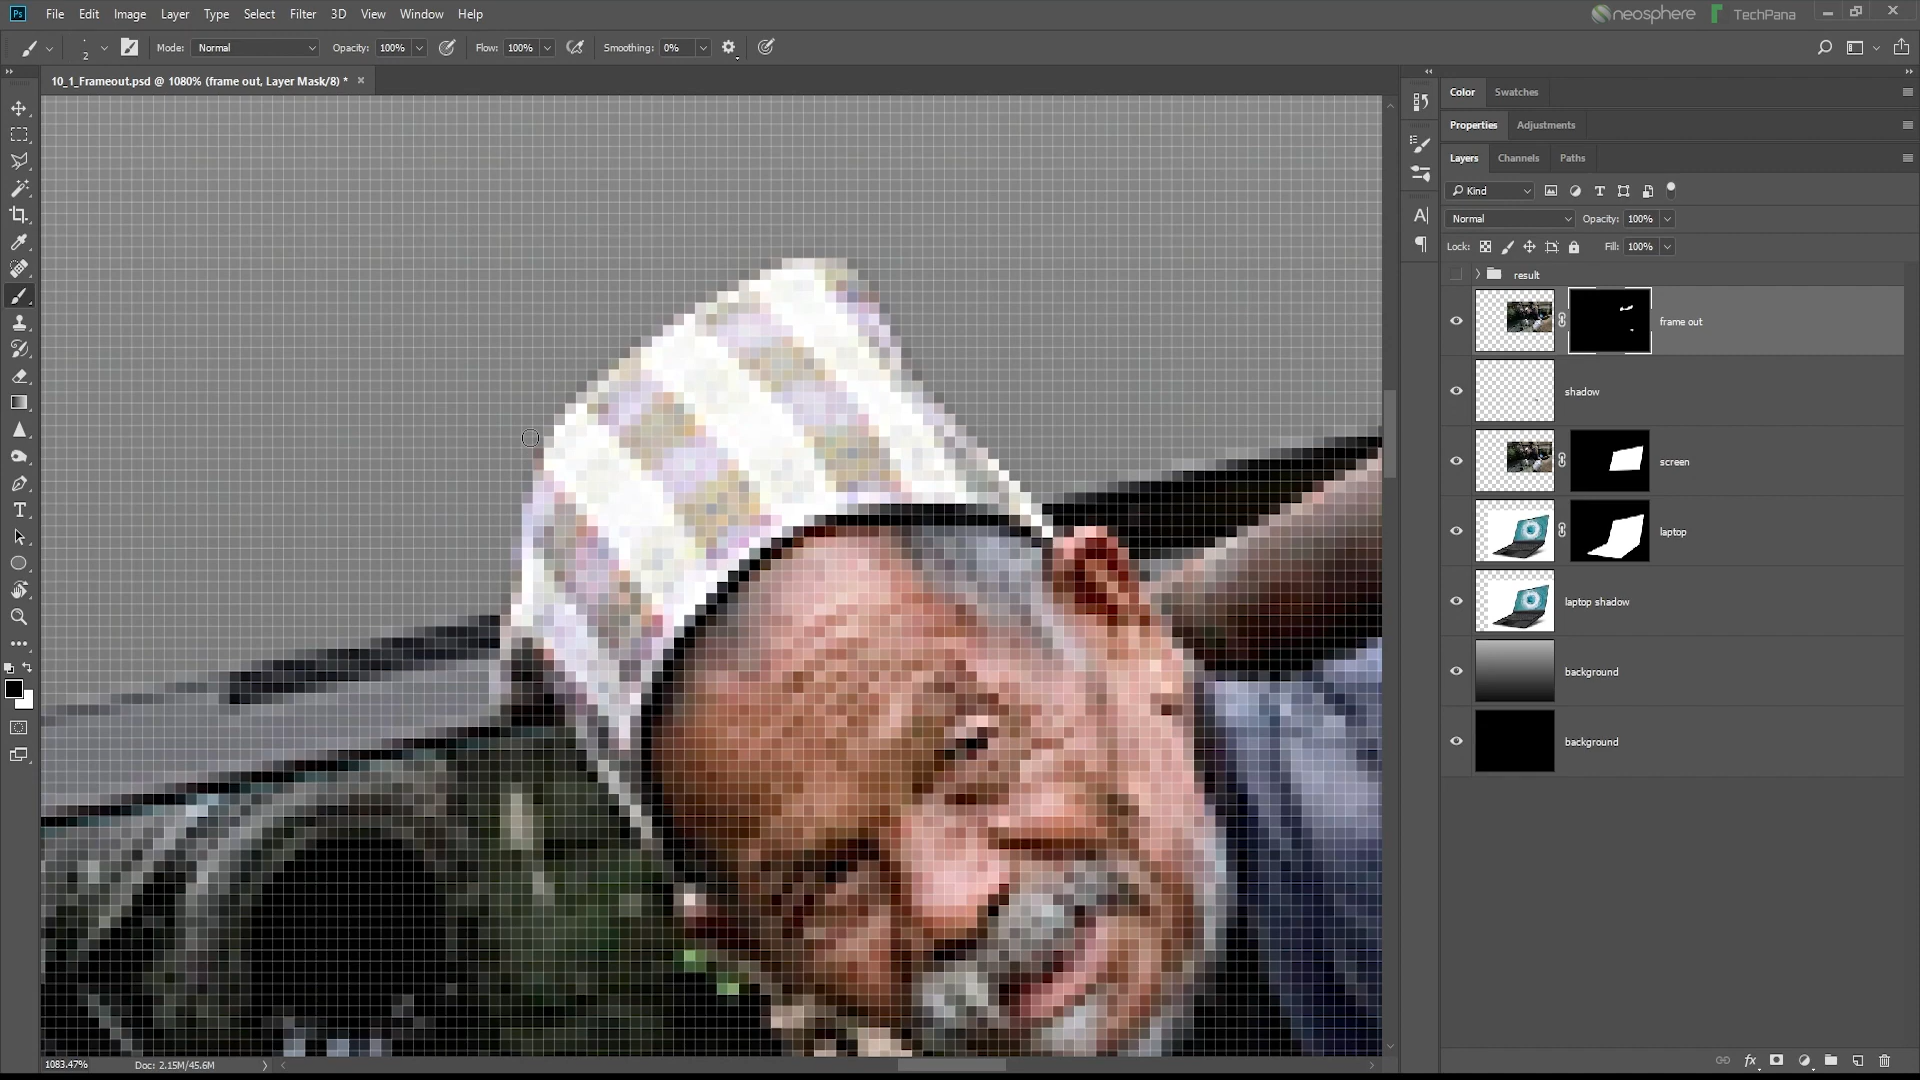 Ps File Edit Image Layer Type Select Filter 3D View Window Help neosphere TechPana
2 Mode: Normal Opacity: 100% Flow: 100% Smoothing: 0%
10_1_Frameout.psd @ 1080% (frame out, Layer Mask/8) *
Color Swatches
Properties Adjustments
Layers Channels Paths
Kind
Normal Opacity: 100%
Lock: Fill: 100%
result
frame out
shadow
screen
laptop
laptop shadow
background
background
1083.47% Doc: 2.15M/45.6M